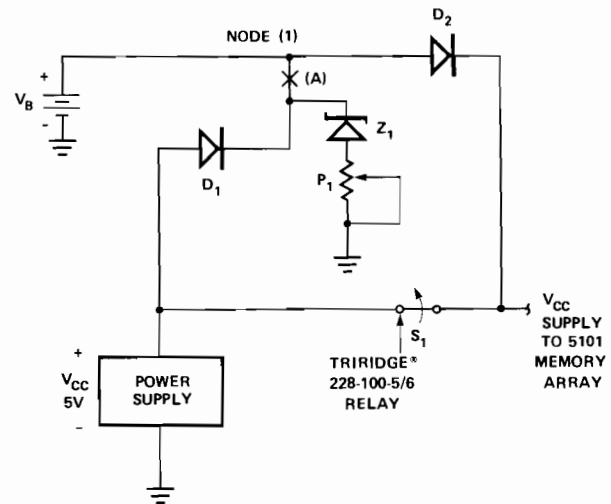 D2
NODE (1)
(A)
+
VB
-
Z1
D1
P1
VCC
SUPPLY
TO 5101
MEMORY
ARRAY
S1
TRIRIDGE®
228-100-5/6
RELAY
+
VCC
5V
-
POWER
SUPPLY